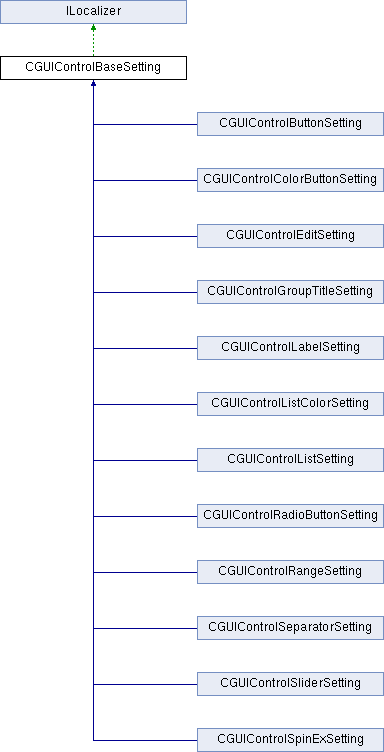 ILocalizer
CGUIControlBaseSetting
CGUIControlButtonSetting
CGUIControlColorButtonSetting
CGUIControlEditSetting
CGUIControlGroupTitleSetting
CGUIControlLabelSetting
CGUIControlListColorSetting
CGUIControlListSetting
CGUIControlRadioButtonSetting
CGUIControlRangeSetting
CGUIControlSeparatorSetting
CGUIControlSliderSetting
CGUIControlSpinExSetting